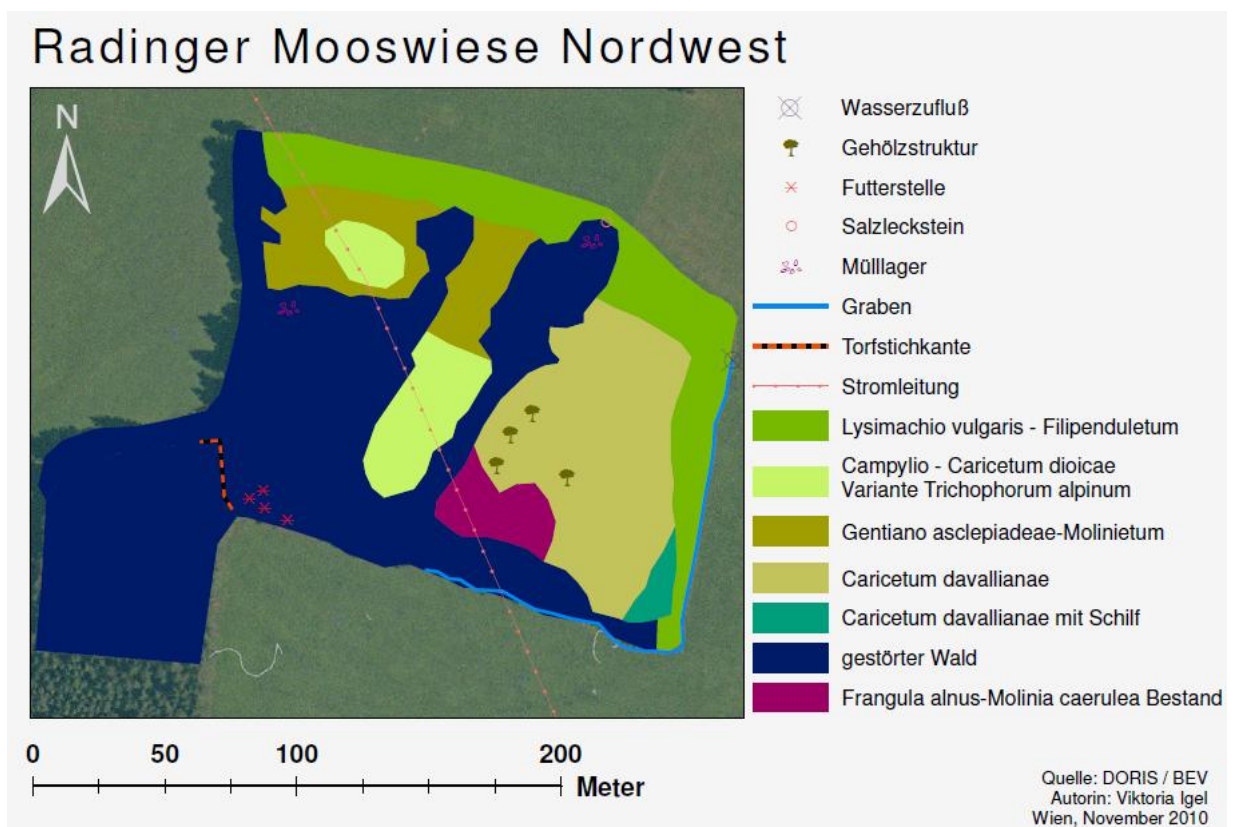 Radinger Mooswiese Nordwest
N
Wasserzufluß
Gehölzstruktur
Futterstelle
Salzleckstein
Mülllager
Graben
Torfstichkante
Stromleitung
Lysimachio vulgaris - Filipenduletum
Campylio - Caricetum dioicae
Variante Trichophorum alpinum
Gentiano asclepiadeae-Molinietum
Caricetum davallianae
Caricetum davallianae mit Schilf
gestörter Wald
Frangula alnus-Molinia caerulea Bestand
0 50 100 200
Meter
Quelle: DORIS / BEV
Autorin: Viktoria Igel
Wien, November 2010